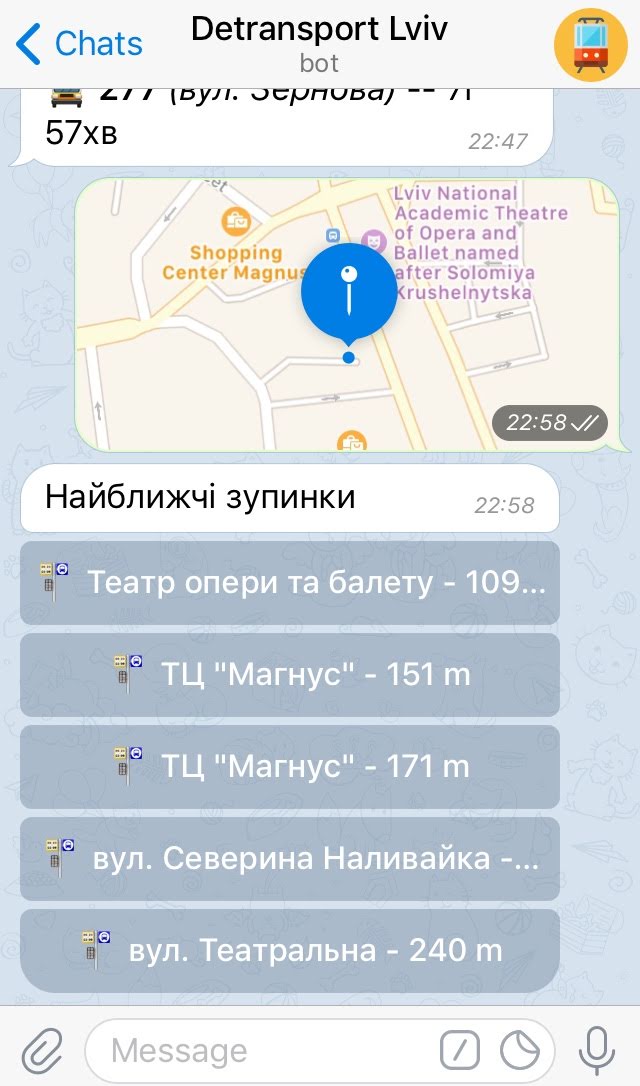 Chats
Detransport Lviv
bot
277 (вул. Зернова) --
57хв
22:47
Lviv National
Academic Theatre
of Opera and
Ballet named
after Solomiya
Krushelnytska
Shopping
Center Magnus
22:58
Найближчі зупинки
22:58
Театр опери та балету - 109...
ТЦ "Магнус" - 151 m
ТЦ "Магнус" - 171 m
вул. Северина Наливайка -...
вул. Театральна - 240 m
Message